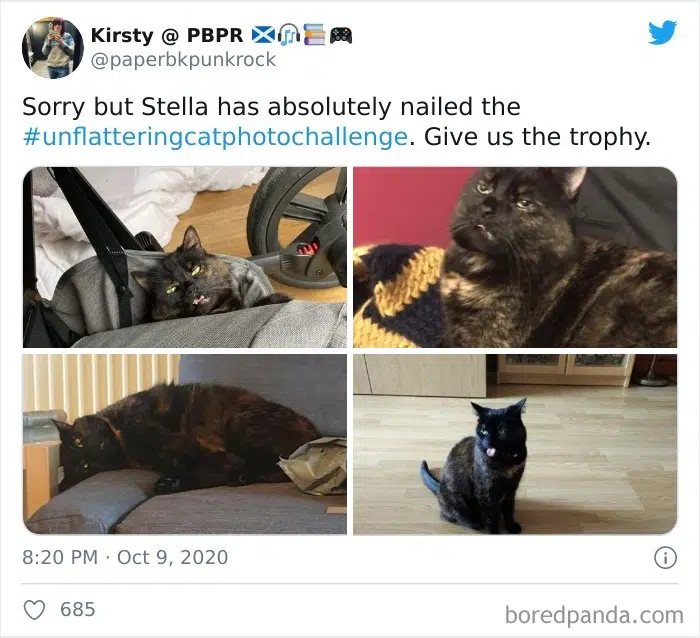 Kirsty @ PBPR 🏴󠁧󠁢󠁳󠁣󠁴󠁿🎧📚🎮
@paperbkpunkrock
Sorry but Stella has absolutely nailed the
#unflatteringcatphotochallenge. Give us the trophy.
8:20 PM · Oct 9, 2020
685
boredpanda.com